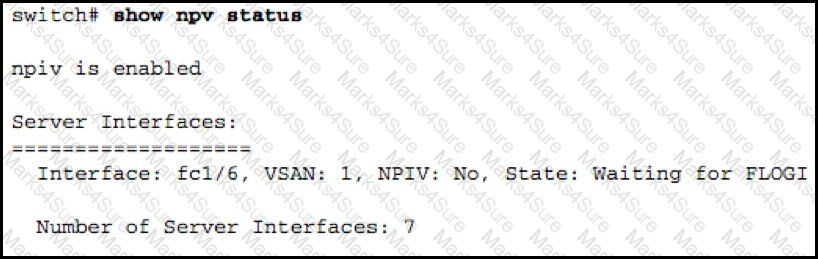 switch# show npv status
npiv is enabled
Server Interfaces:
===================
Interface: fc1/6, VSAN: 1, NPIV: No, State: Waiting for FLOGI
Number of Server Interfaces: 7
Marks4Sure